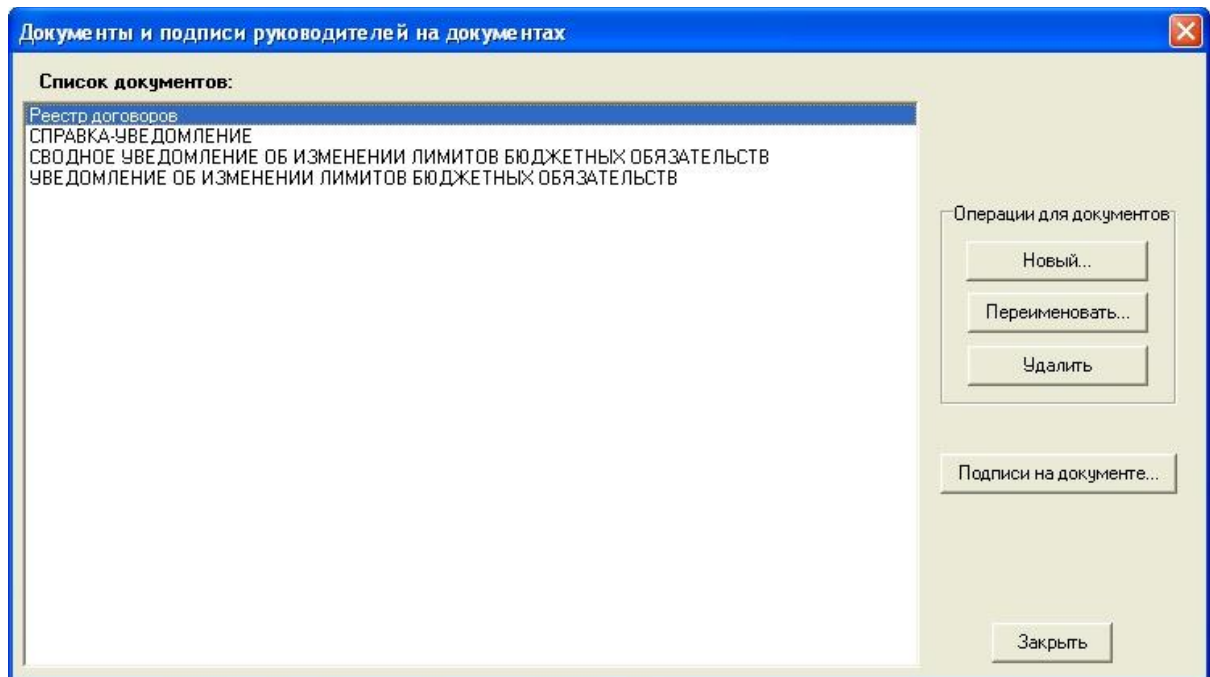 Документы и подписи руководителей на документах
Список документов:
Реестр договоров
СПРАВКА-УВЕДОМЛЕНИЕ
СВОДНОЕ УВЕДОМЛЕНИЕ ОБ ИЗМЕНЕНИИ ЛИМИТОВ БЮДЖЕТНЫХ ОБЯЗАТЕЛЬСТВ
УВЕДОМЛЕНИЕ ОБ ИЗМЕНЕНИИ ЛИМИТОВ БЮДЖЕТНЫХ ОБЯЗАТЕЛЬСТВ
Операции для документов
Новый...
Переименовать...
Удалить
Подписи на документе...
Закрыть